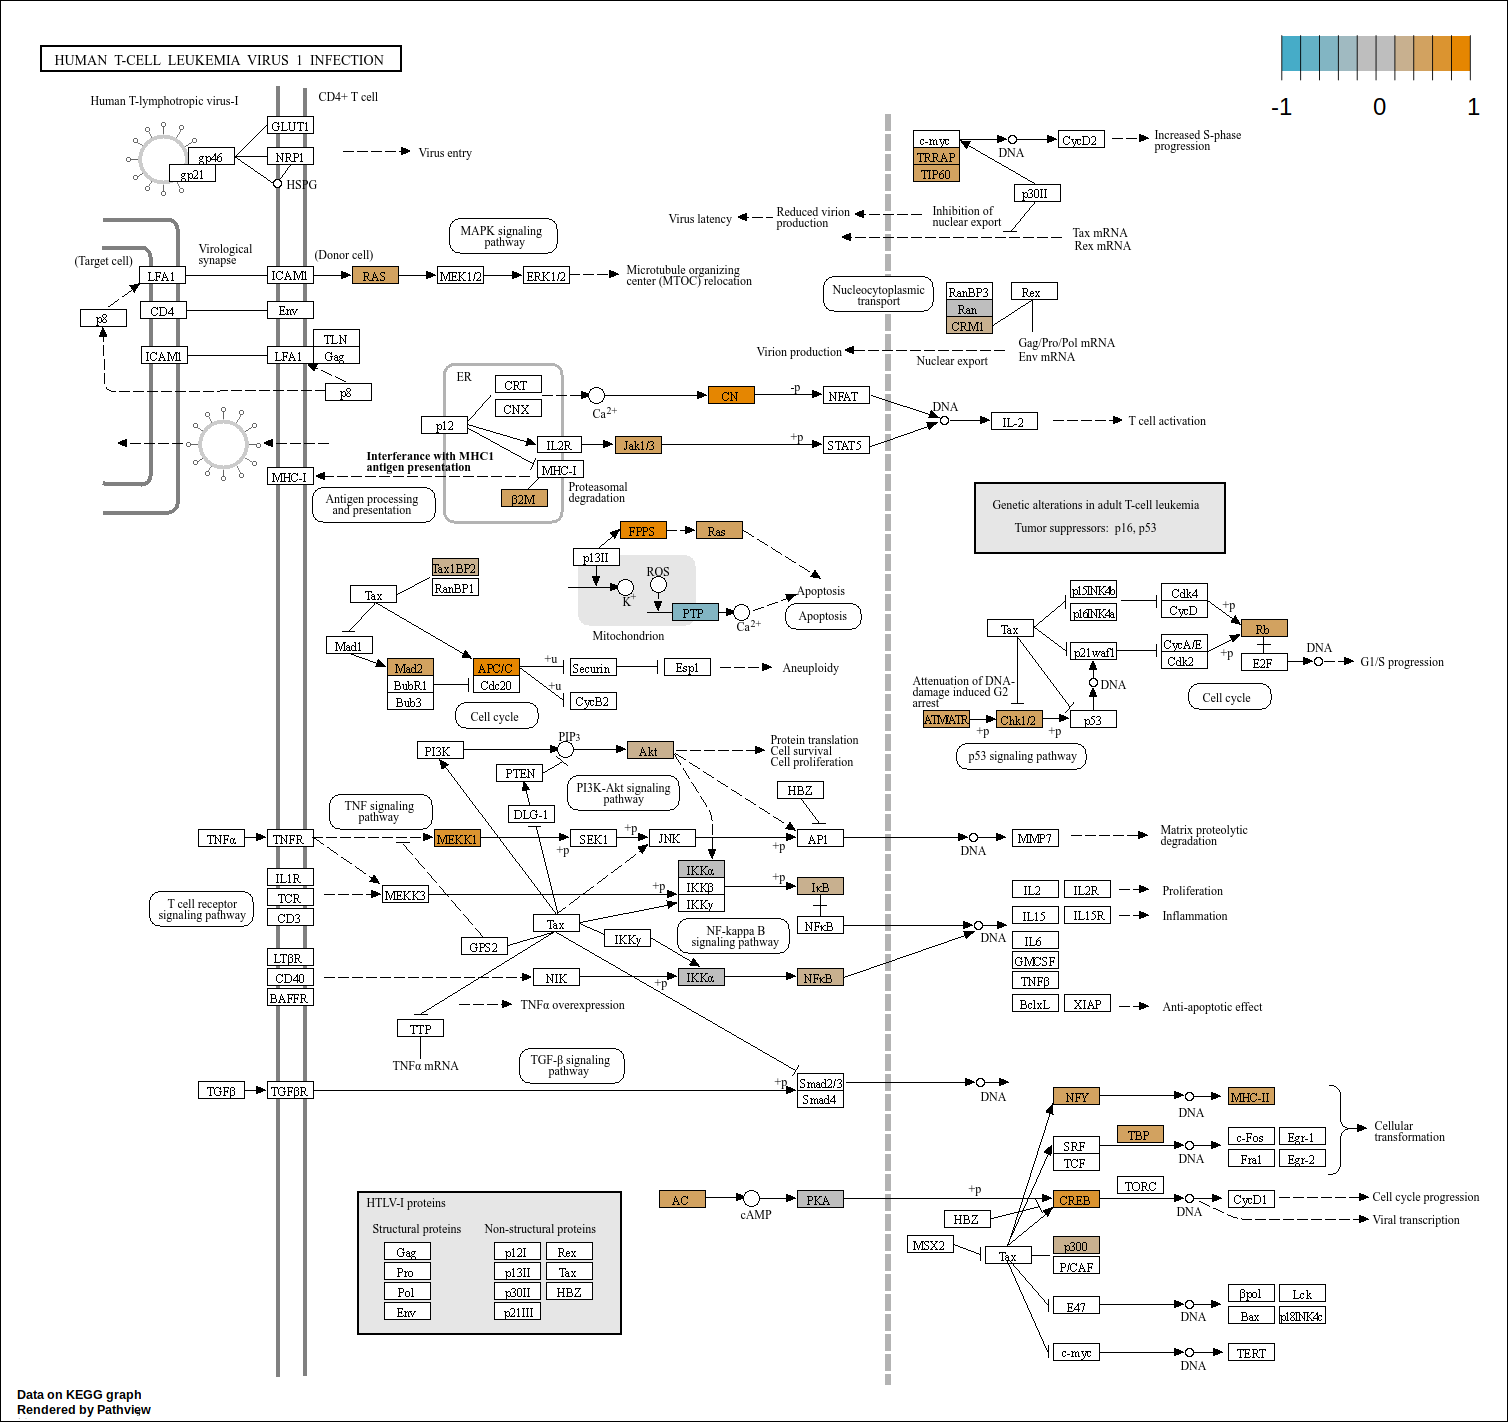 HUMAN T-CELL LEUKEMIA VIRUS 1 INFECTION
-1 0 1
Human T-lymphotropic virus-I
CD4+ T cell
GLUT1
gp46
NRP1
gp21
HSPG
Virus entry
c-myc
TRRAP
TIP60
DNA
CycD2
Increased S-phase
progression
p30II
Virus latency
Reduced virion
production
Inhibition of
nuclear export
Tax mRNA
Rex mRNA
MAPK signaling
pathway
(Target cell)
Virological
synapse
(Donor cell)
LFA1
ICAM1
RAS
MEK1/2
ERK1/2
Microtubule organizing
center (MTOC) relocation
p8
CD4
Env
TLN
ICAM1
LFA1
Gag
p8
Nucleocytoplasmic
transport
RanBP3
Ran
CRM1
Rex
Gag/Pro/Pol mRNA
Env mRNA
Virion production
Nuclear export
ER
CRT
CNX
p12
Ca2+
CN
-p
NFAT
IL2R
Jak1/3
+p
STAT5
DNA
IL-2
T cell activation
Interferance with MHC1
antigen presentation
MHC-I
MHC-I
β2M
Proteasomal
degradation
Antigen processing
and presentation
Genetic alterations in adult T-cell leukemia
Tumor suppressors: p16, p53
FPPS
Ras
p13II
ROS
K+
PTP
Ca2+
Mitochondrion
Apoptosis
Apoptosis
Tax1BP2
RanBP1
Tax
Mad1
Mad2
BubR1
Bub3
APC/C
Cdc20
+u
+u
Securin
Esp1
CycB2
Aneuploidy
Cell cycle
p15INK4b
p16INK4a
Cdk4
CycD
+p
Tax
p21waf1
CycA/E
Cdk2
+p
Rb
E2F
DNA
G1/S progression
DNA
Attenuation of DNA-
damage induced G2
arrest
ATM/ATR
+p
Chk1/2
+p
p53
Cell cycle
p53 signaling pathway
PI3K
PIP3
Akt
Protein translation
Cell survival
Cell proliferation
PTEN
PI3K-Akt signaling
pathway
DLG-1
HBZ
TNF signaling
pathway
TNFα
TNFR
MEKK1
+p
SEK1
+p
JNK
+p
AP1
DNA
MMP7
Matrix proteolytic
degradation
IL1R
TCR
CD3
MEKK3
+p
IKKα
IKKβ
IKKγ
+p
IκB
NFκB
T cell receptor
signaling pathway
Tax
GPS2
IKKγ
NF-kappa B
signaling pathway
DNA
IL2
IL2R
Proliferation
IL15
IL15R
Inflammation
IL6
GMCSF
TNFβ
BclxL
XIAP
Anti-apoptotic effect
LTβR
CD40
BAFFR
NIK
+p
IKKα
NFκB
TNFα overexpression
TTP
TNFα mRNA
TGF-β signaling
pathway
TGFβ
TGFβR
+p
Smad2/3
Smad4
DNA
NFY
DNA
MHC-II
TBP
SRF
TCF
DNA
c-Fos
Egr-1
Fra1
Egr-2
Cellular
transformation
AC
cAMP
PKA
+p
CREB
TORC
DNA
CycD1
Cell cycle progression
Viral transcription
HBZ
MSX2
Tax
p300
P/CAF
E47
DNA
βpol
Lck
Bax
p18INK4c
c-myc
DNA
TERT
HTLV-I proteins
Structural proteins
Non-structural proteins
Gag
p12I
Rex
Pro
p13II
Tax
Pol
p30II
HBZ
Env
p21III
Data on KEGG graph
Rendered by Pathview